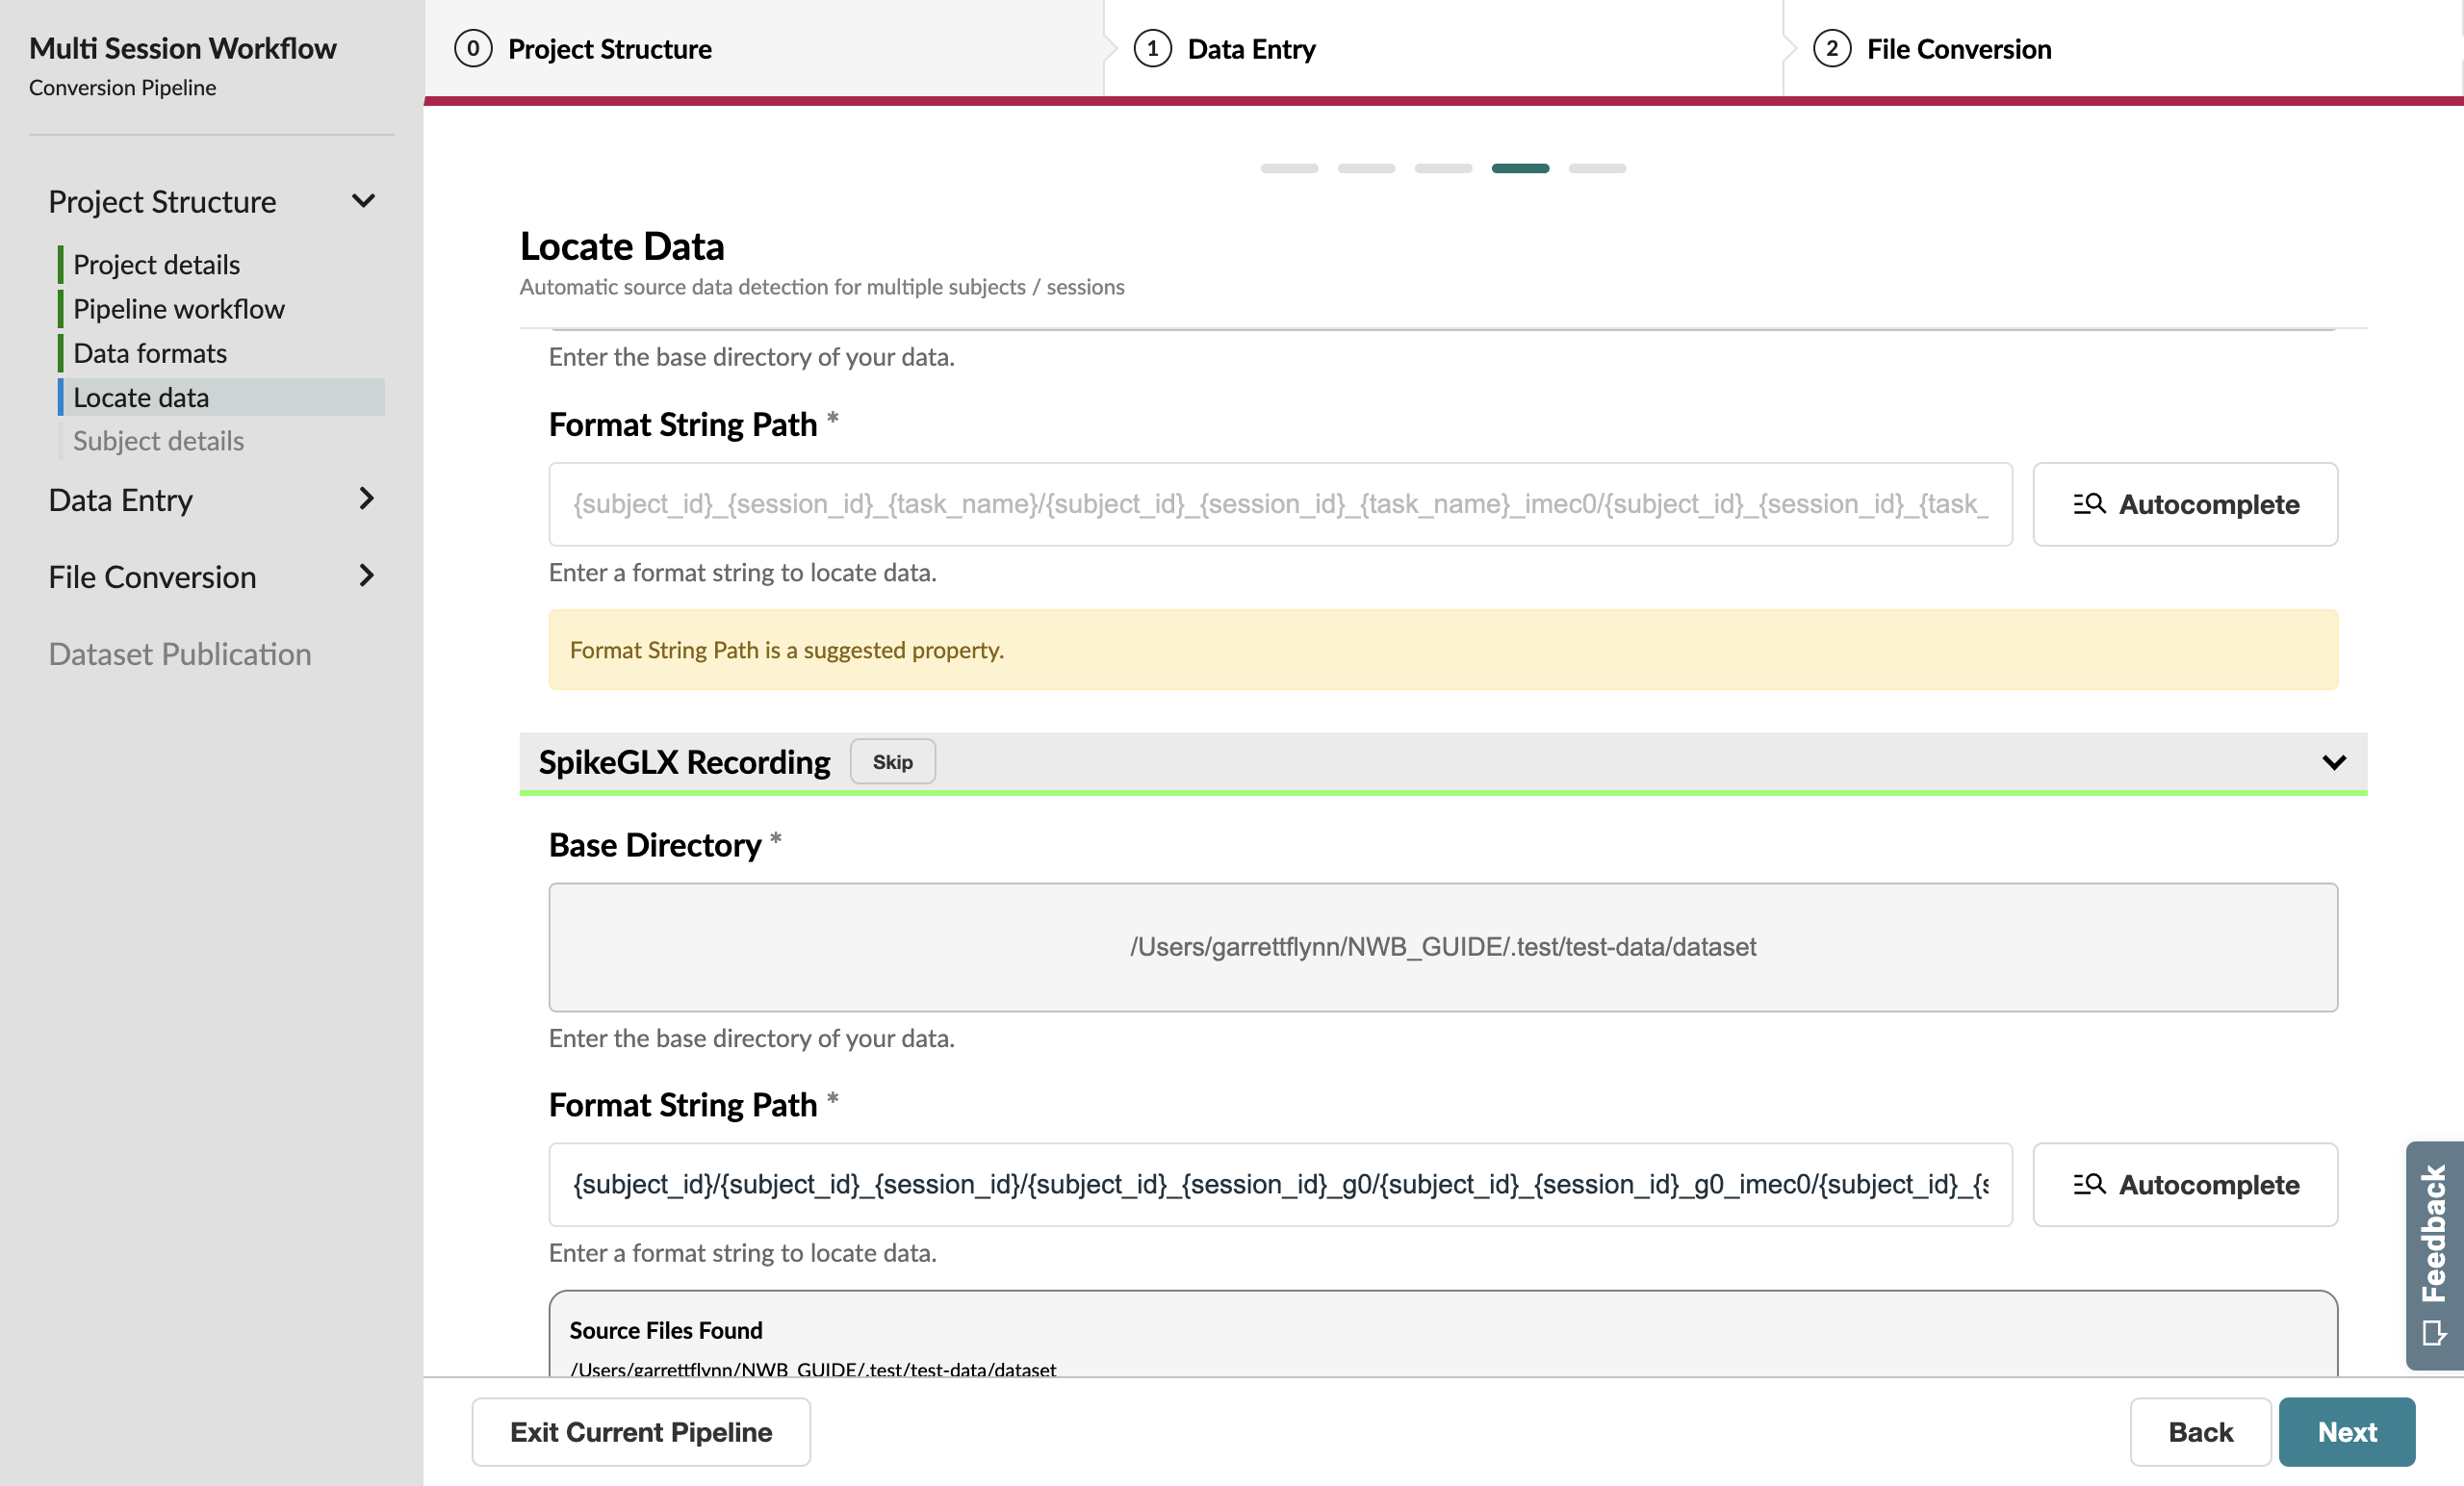 Multi Session Workflow
Conversion Pipeline
Project Structure
Project details
Pipeline workflow
Data formats
Locate data
Subject details
Data Entry
File Conversion
Dataset Publication
0 Project Structure
1 Data Entry
2 File Conversion
Locate Data
Automatic source data detection for multiple subjects / sessions
Enter the base directory of your data.
Format String Path *
{subject_id}_{session_id}_{task_name}/{subject_id}_{session_id}_{task_name}_imec0/{subject_id}_{session_id}_{task_
Autocomplete
Enter a format string to locate data.
Format String Path is a suggested property.
SpikeGLX Recording Skip
Base Directory *
/Users/garrettflynn/NWB_GUIDE/.test/test-data/dataset
Enter the base directory of your data.
Format String Path *
{subject_id}/{subject_id}_{session_id}/{subject_id}_{session_id}_g0/{subject_id}_{session_id}_g0_imec0/{subject_id}_{s
Autocomplete
Enter a format string to locate data.
Source Files Found
/Users/garrettflynn/NWB_GUIDE/.test/test-data/dataset
Feedback
Exit Current Pipeline
Back
Next